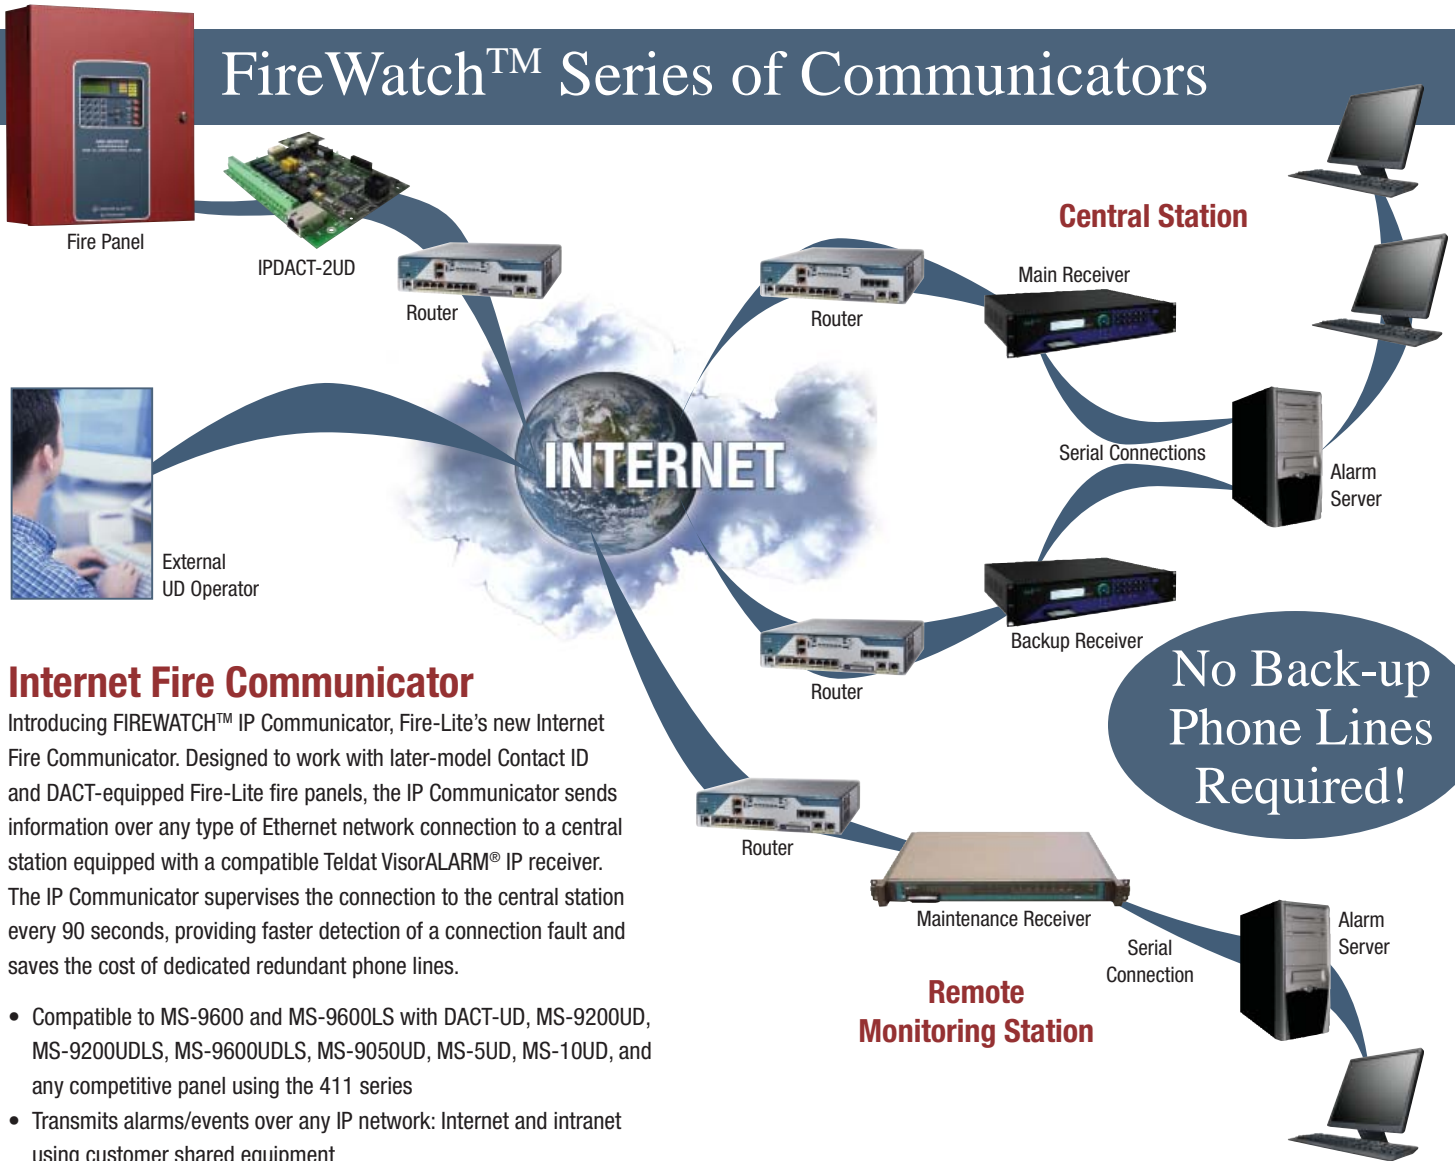 FireWatch™ Series of Communicators
Fire Panel
IPDACT-2UD
Router
Router
Central Station
Main Receiver
Serial Connections
Alarm
Server
INTERNET
External
UD Operator
Backup Receiver
Router
No Back-up
Phone Lines
Required!
Internet Fire Communicator
Introducing FIREWATCH™ IP Communicator, Fire-Lite’s new Internet
Fire Communicator. Designed to work with later-model Contact ID
and DACT-equipped Fire-Lite fire panels, the IP Communicator sends
information over any type of Ethernet network connection to a central
station equipped with a compatible Teldat VisorALARM® IP receiver.
The IP Communicator supervises the connection to the central station
every 90 seconds, providing faster detection of a connection fault and
saves the cost of dedicated redundant phone lines.
• Compatible to MS-9600 and MS-9600LS with DACT-UD, MS-9200UD,
MS-9200UDLS, MS-9600UDLS, MS-9050UD, MS-5UD, MS-10UD, and
any competitive panel using the 411 series
• Transmits alarms/events over any IP network: Internet and intranet
using customer shared equipment
Router
Maintenance Receiver
Serial
Connection
Alarm
Server
Remote
Monitoring Station